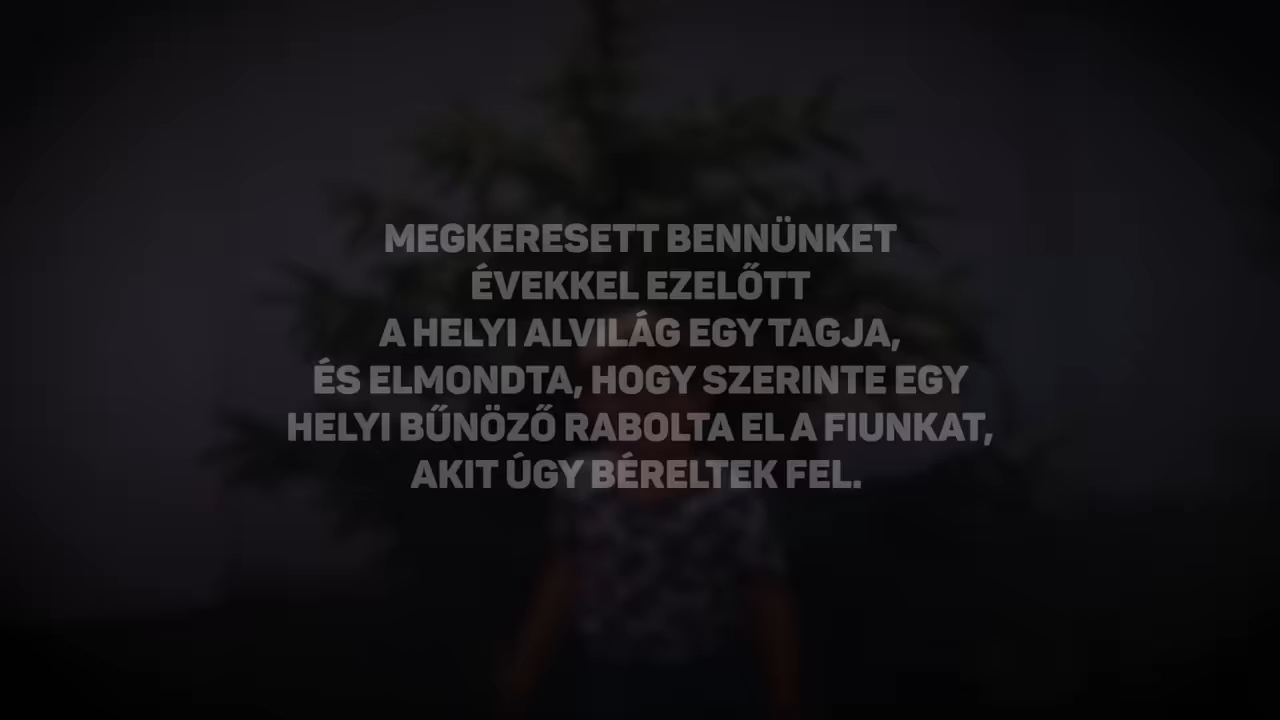 MEGKERESETT BENNÜNKET
ÉVEKKEL EZELŐTT
A HELYI ALVILÁG EGY TAGJA,
ÉS ELMONDTA, HOGY SZERINTE EGY
HELYI BŰNÖZŐ RABOLTA EL A FIUNKAT,
AKIT ÚGY BÉRELTEK FEL.